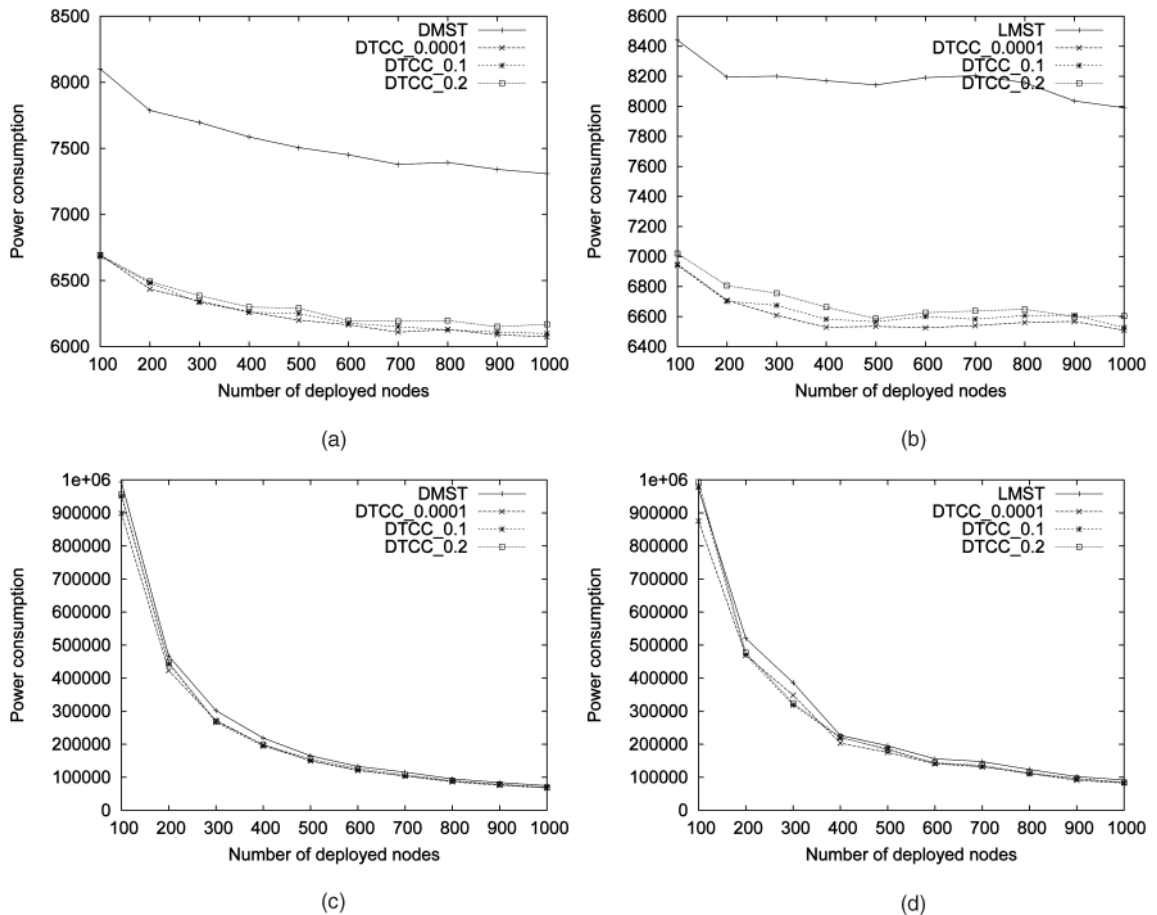 8500
8000
7500
7000
6500
6000
Power consumption
DMST
DTCC_0.0001
DTCC_0.1
DTCC_0.2
100 200 300 400 500 600 700 800 900 1000
Number of deployed nodes
(a)
8600
8400
8200
8000
7800
7600
7400
7200
7000
6800
6600
6400
Power consumption
LMST
DTCC_0.0001
DTCC_0.1
DTCC_0.2
100 200 300 400 500 600 700 800 900 1000
Number of deployed nodes
(b)
1e+06
900000
800000
700000
600000
500000
400000
300000
200000
100000
0
Power consumption
DMST
DTCC_0.0001
DTCC_0.1
DTCC_0.2
100 200 300 400 500 600 700 800 900 1000
Number of deployed nodes
(c)
1e+06
900000
800000
700000
600000
500000
400000
300000
200000
100000
0
Power consumption
LMST
DTCC_0.0001
DTCC_0.1
DTCC_0.2
100 200 300 400 500 600 700 800 900 1000
Number of deployed nodes
(d)